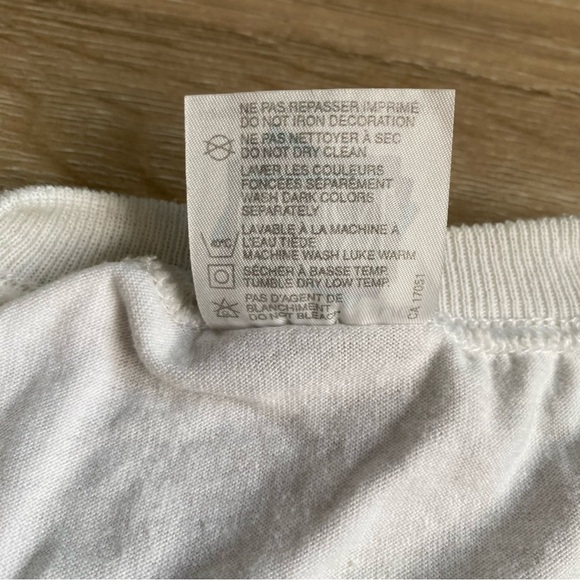 NE PAS REPASSER IMPRIMÉ
DO NOT IRON DECORATION
NE PAS NETTOYER À SEC
DO NOT DRY CLEAN
LAVER LES COULEURS
FONCÉES SÉPARÉMENT
WASH DARK COLORS
SEPARATELY
LAVABLE À LA MACHINE À
L'EAU TIÈDE
MACHINE WASH LUKE WARM
40°C
SÉCHER À BASSE TEMP.
TUMBLE DRY LOW TEMP.
PAS D'AGENT DE
BLANCHIMENT
DO NOT BLEAC
CA 17051